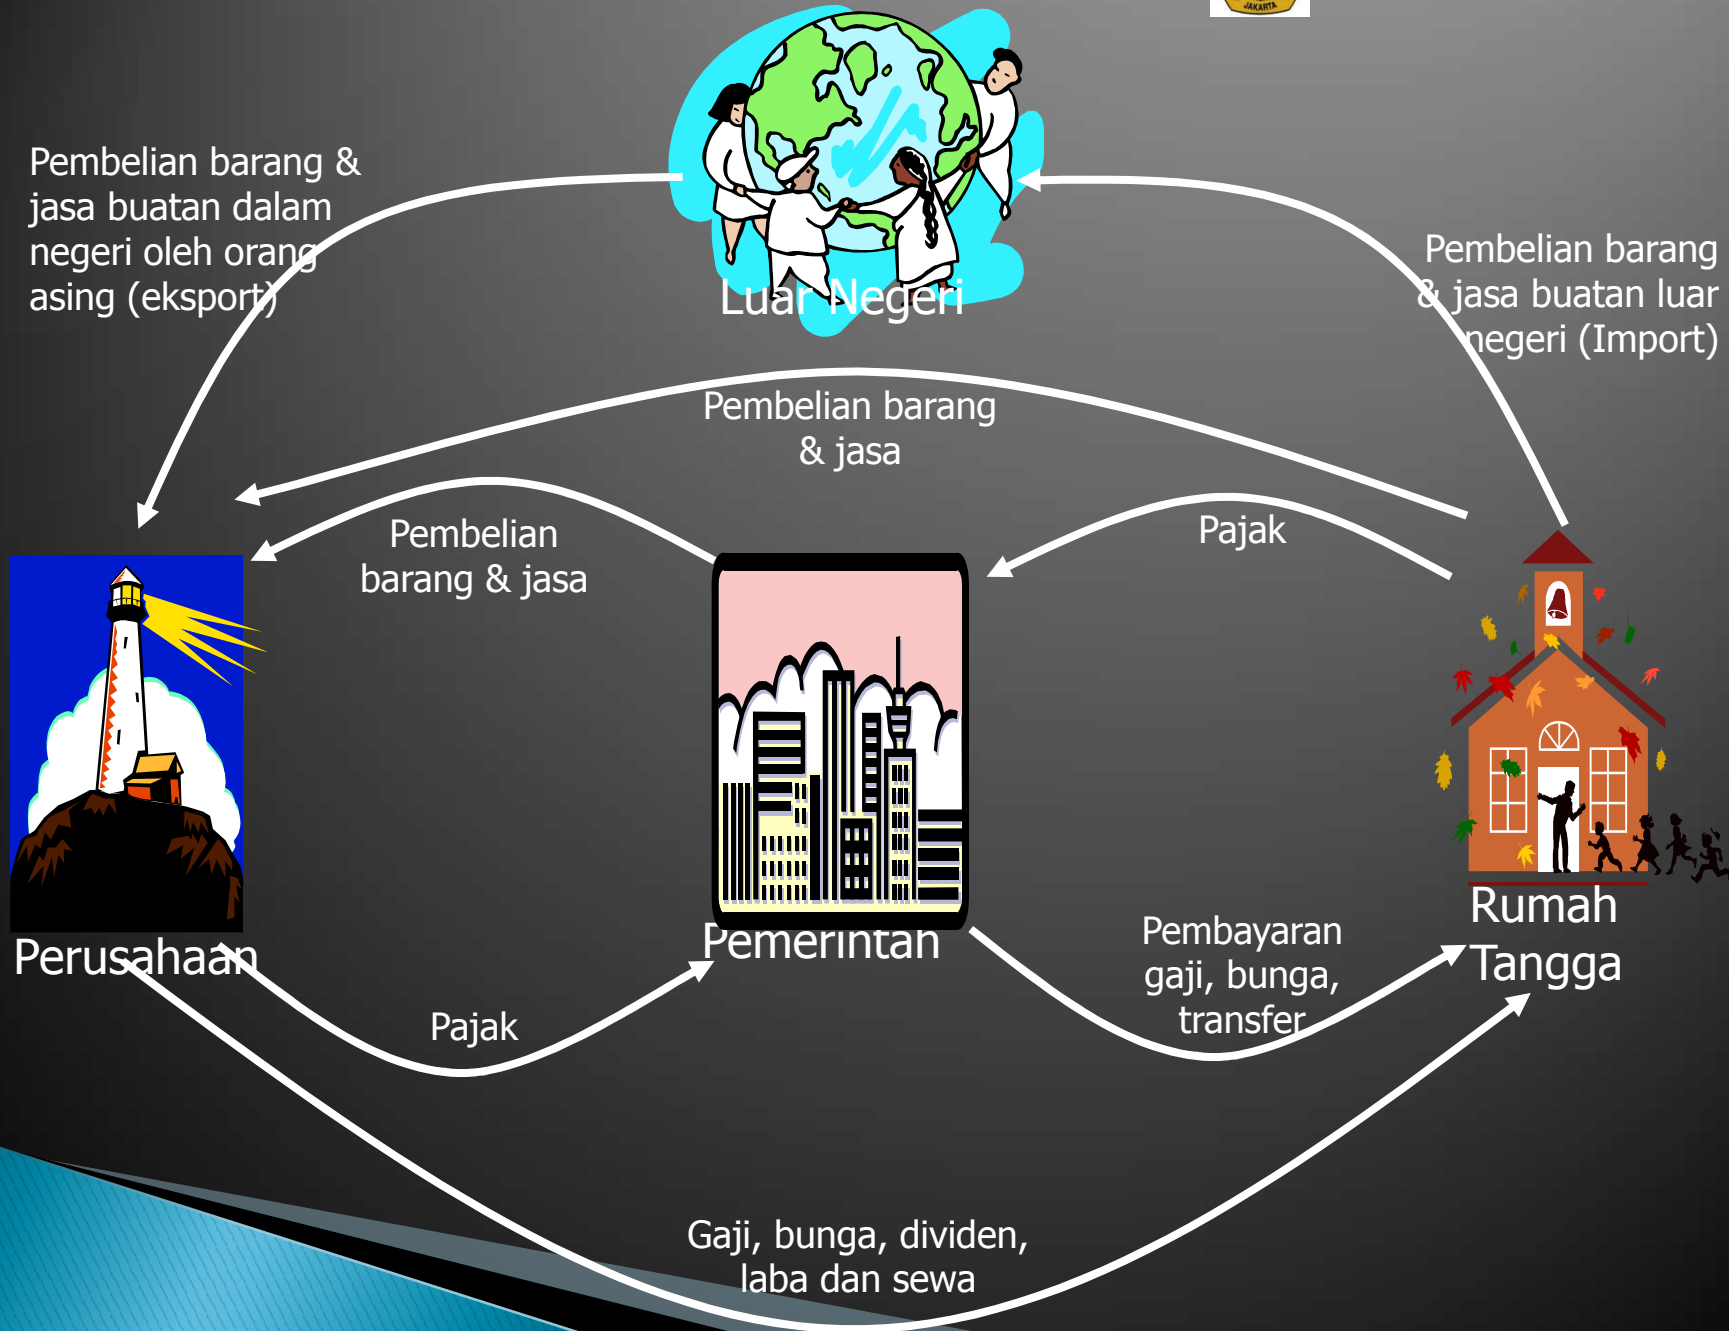 JAKARTA
Pembelian barang &
jasa buatan dalam
negeri oleh orang
asing (eksport)
Luar Negeri
Pembelian barang
& jasa buatan luar
negeri (Import)
Pembelian barang
& jasa
Pembelian
barang & jasa
Pajak
Perusahaan
Pemerintah
Rumah
Tangga
Pembayaran
gaji, bunga,
transfer
Pajak
Gaji, bunga, dividen,
laba dan sewa